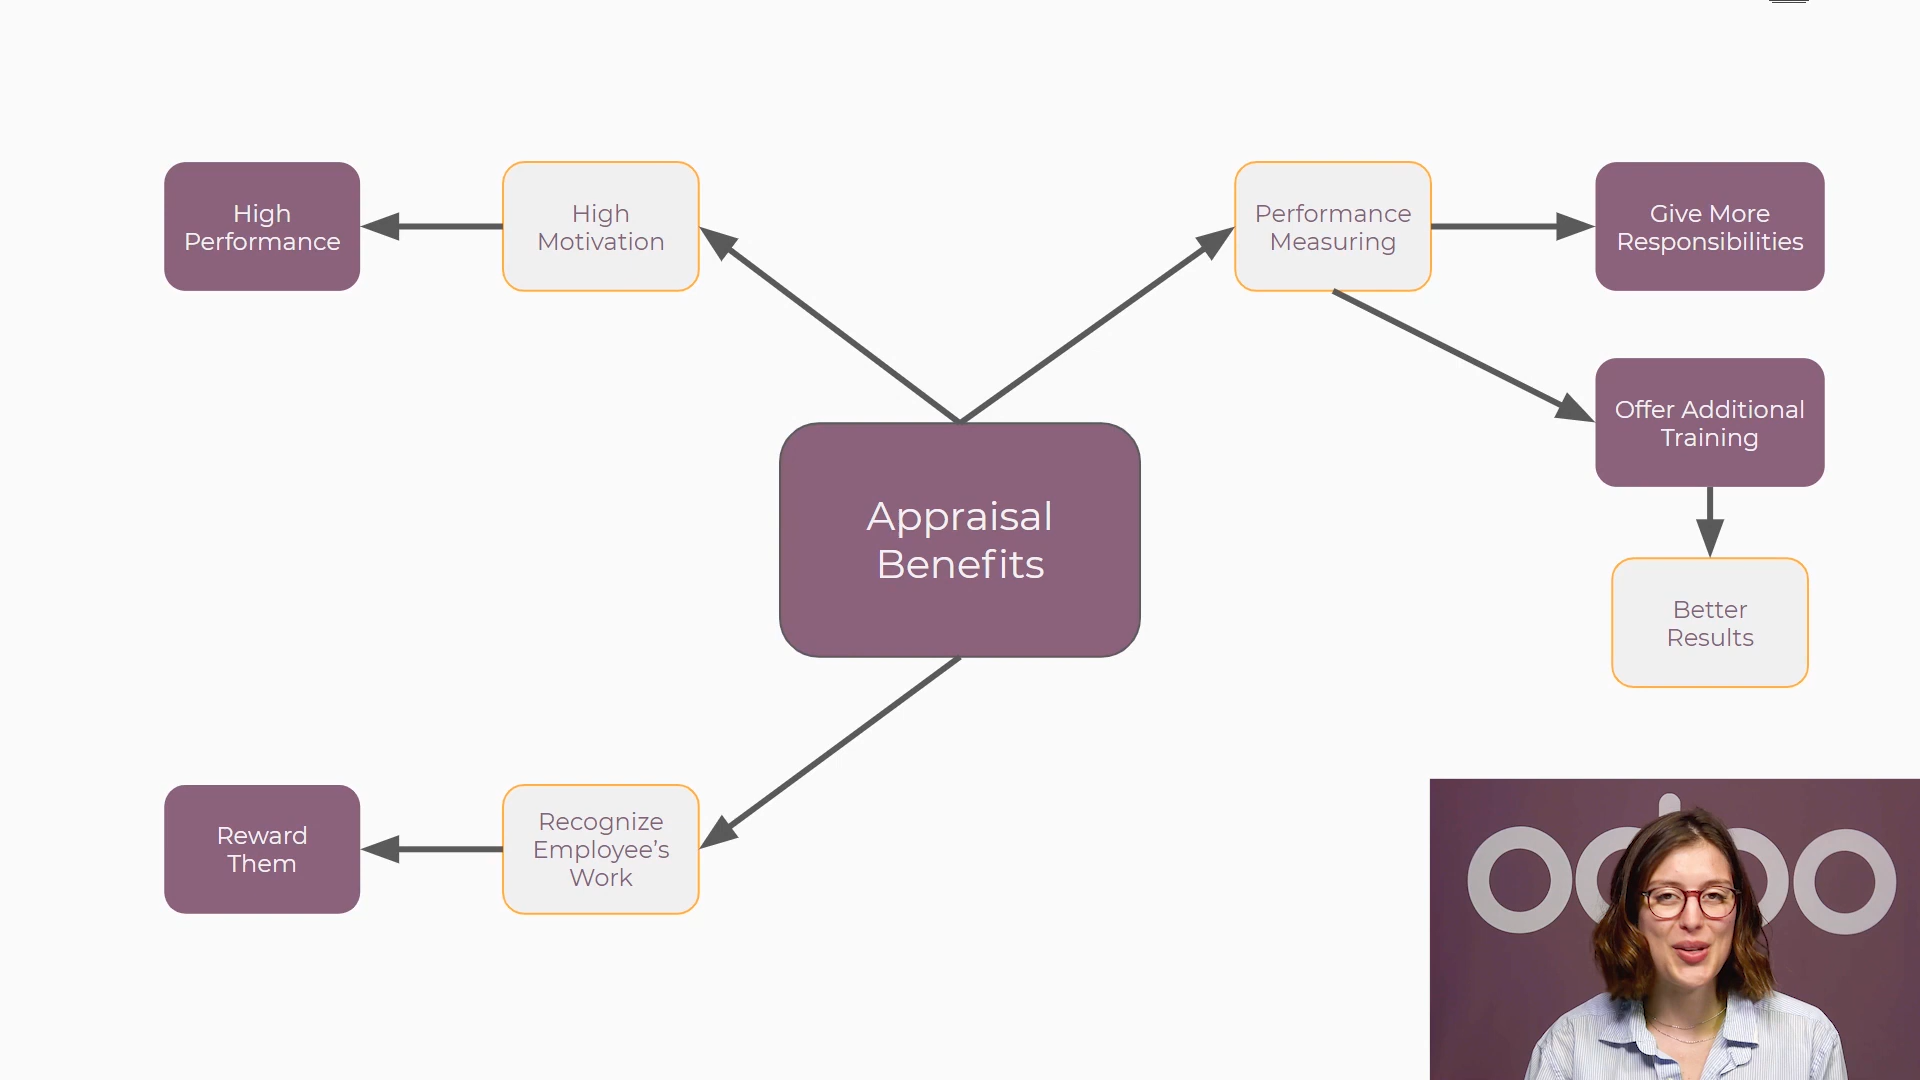 High
Performance
High
Motivation
Performance
Measuring
Give More
Responsibilities
Offer Additional
Training
Appraisal
Benefits
Better
Results
Reward
Them
Recognize
Employee’s
Work
odoo